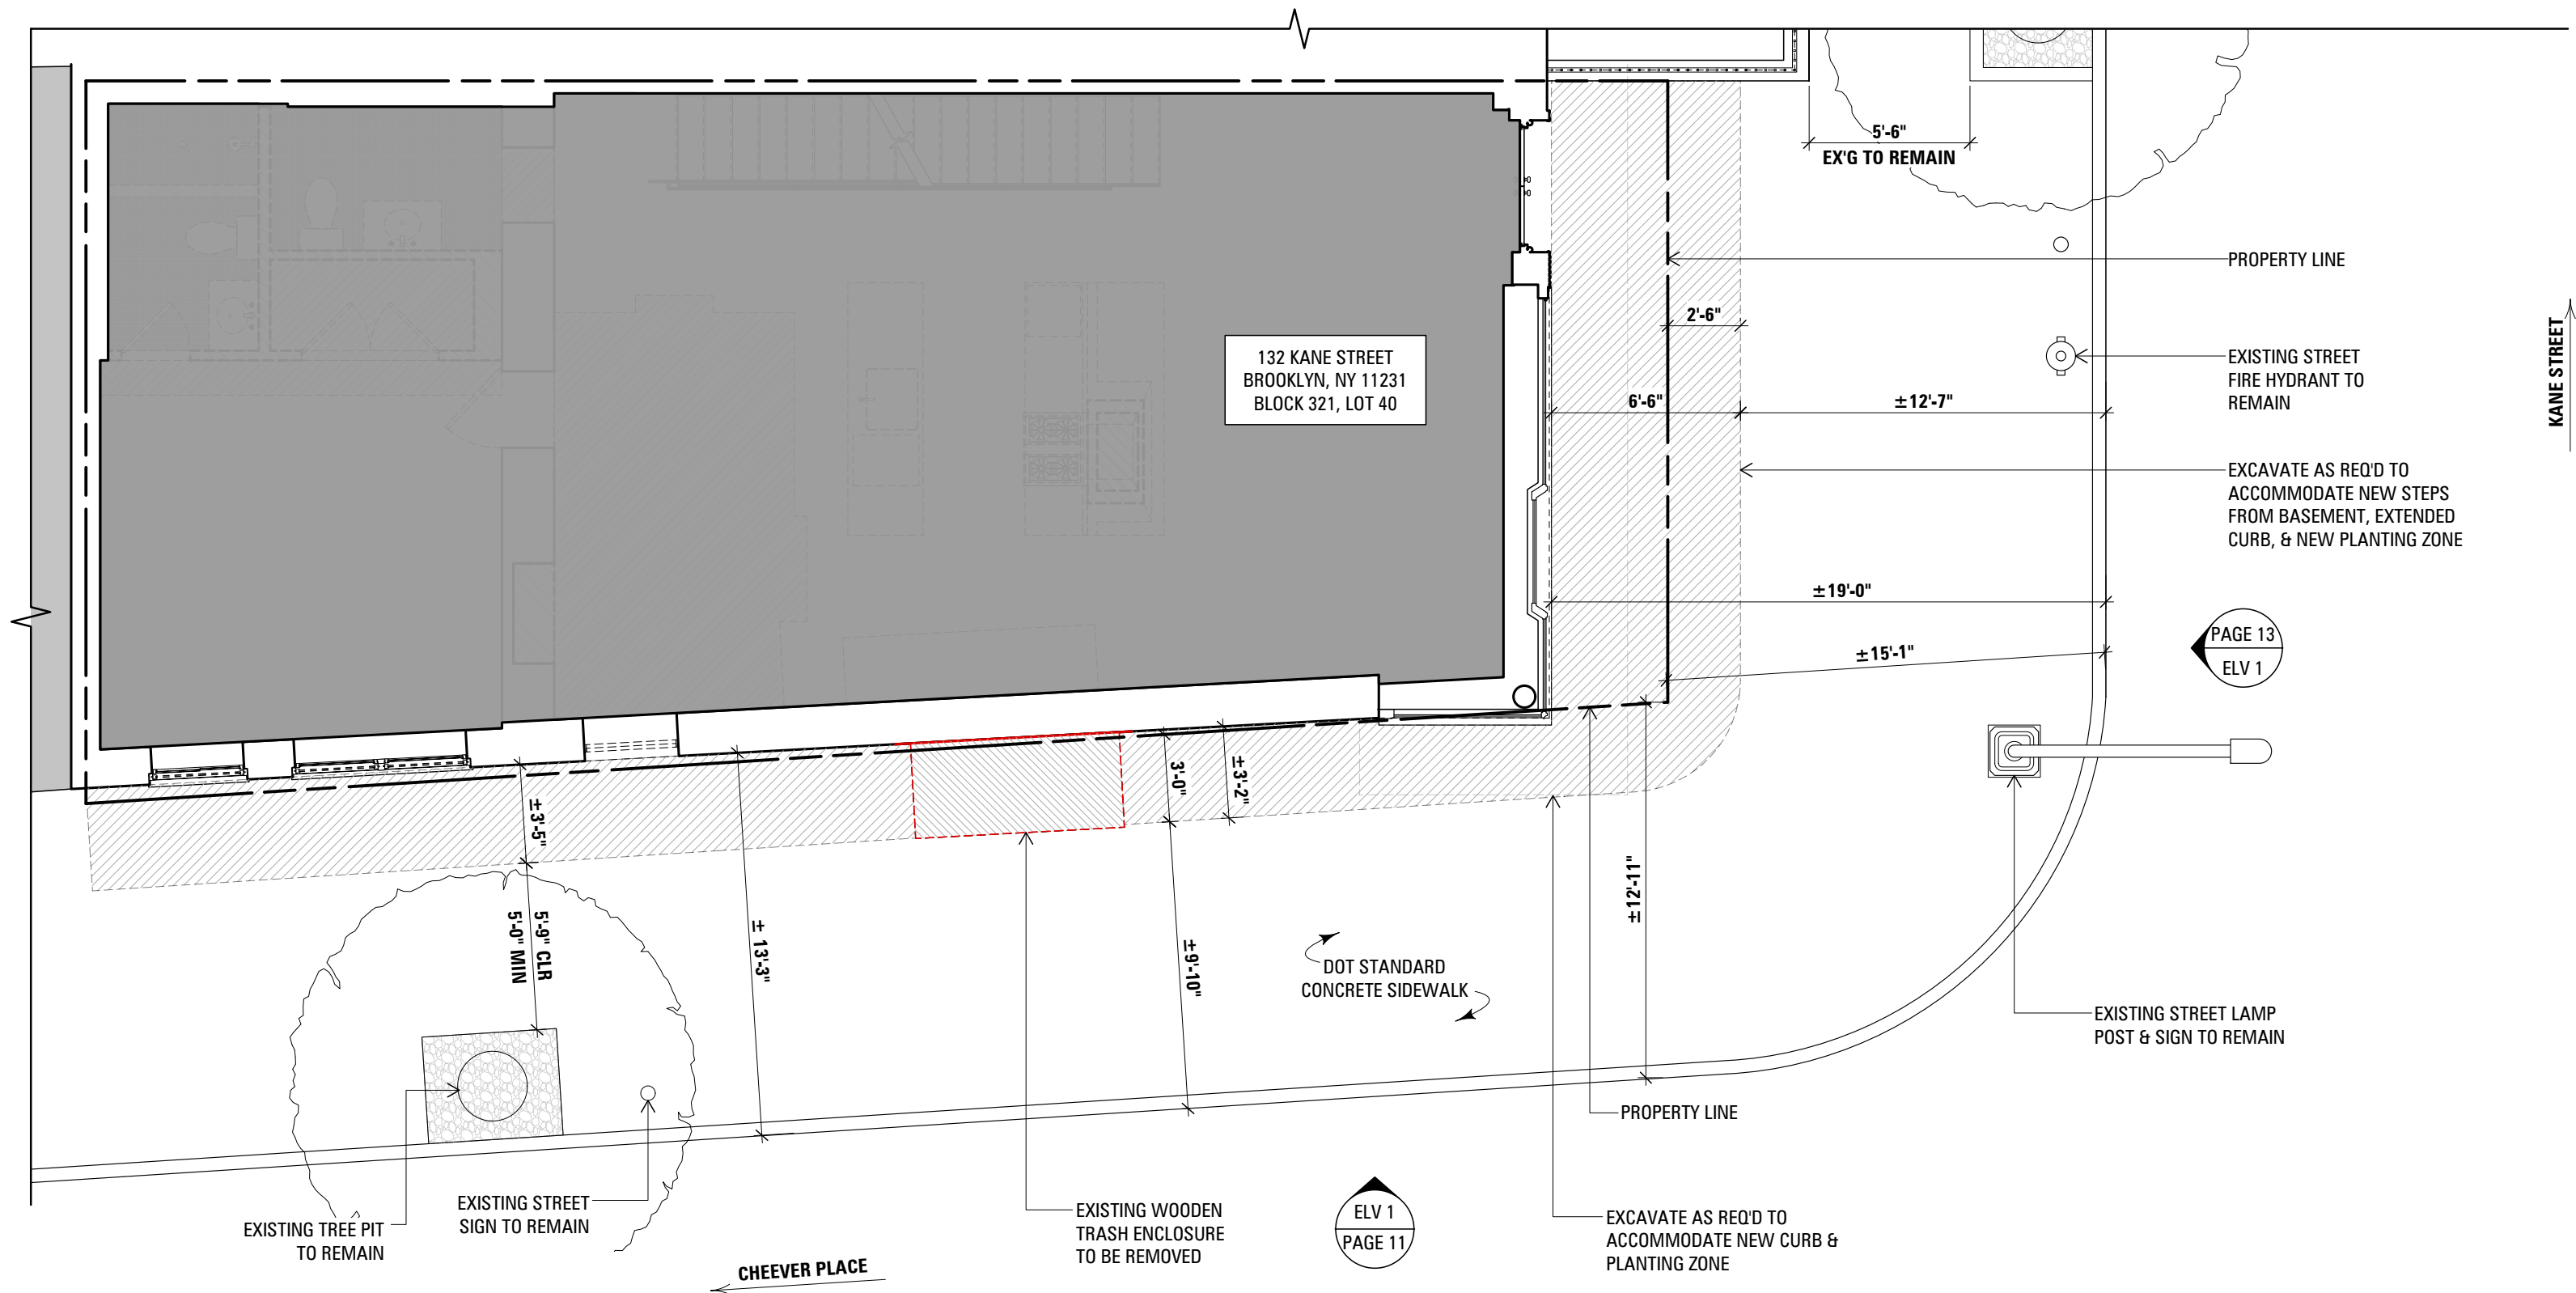 5'-6"
EX'G TO REMAIN
PROPERTY LINE
2'-6"
132 KANE STREET
BROOKLYN, NY 11231
BLOCK 321, LOT 40
EXISTING STREET
FIRE HYDRANT TO
REMAIN
KANE STREET
6'-6"
±12'-7"
EXCAVATE AS REQ'D TO
ACCOMMODATE NEW STEPS
FROM BASEMENT, EXTENDED
CURB, & NEW PLANTING ZONE
±19'-0"
±15'-1"
PAGE 13
ELV 1
±3'-5"
3'-0"
±3'-2"
5'-9" CLR
5'-0" MIN
± 13'-3"
±9'-10"
±12'-11"
DOT STANDARD
CONCRETE SIDEWALK
EXISTING STREET LAMP
POST & SIGN TO REMAIN
PROPERTY LINE
EXISTING TREE PIT
TO REMAIN
EXISTING STREET
SIGN TO REMAIN
EXISTING WOODEN
TRASH ENCLOSURE
TO BE REMOVED
ELV 1
PAGE 11
EXCAVATE AS REQ'D TO
ACCOMMODATE NEW CURB &
PLANTING ZONE
CHEEVER PLACE